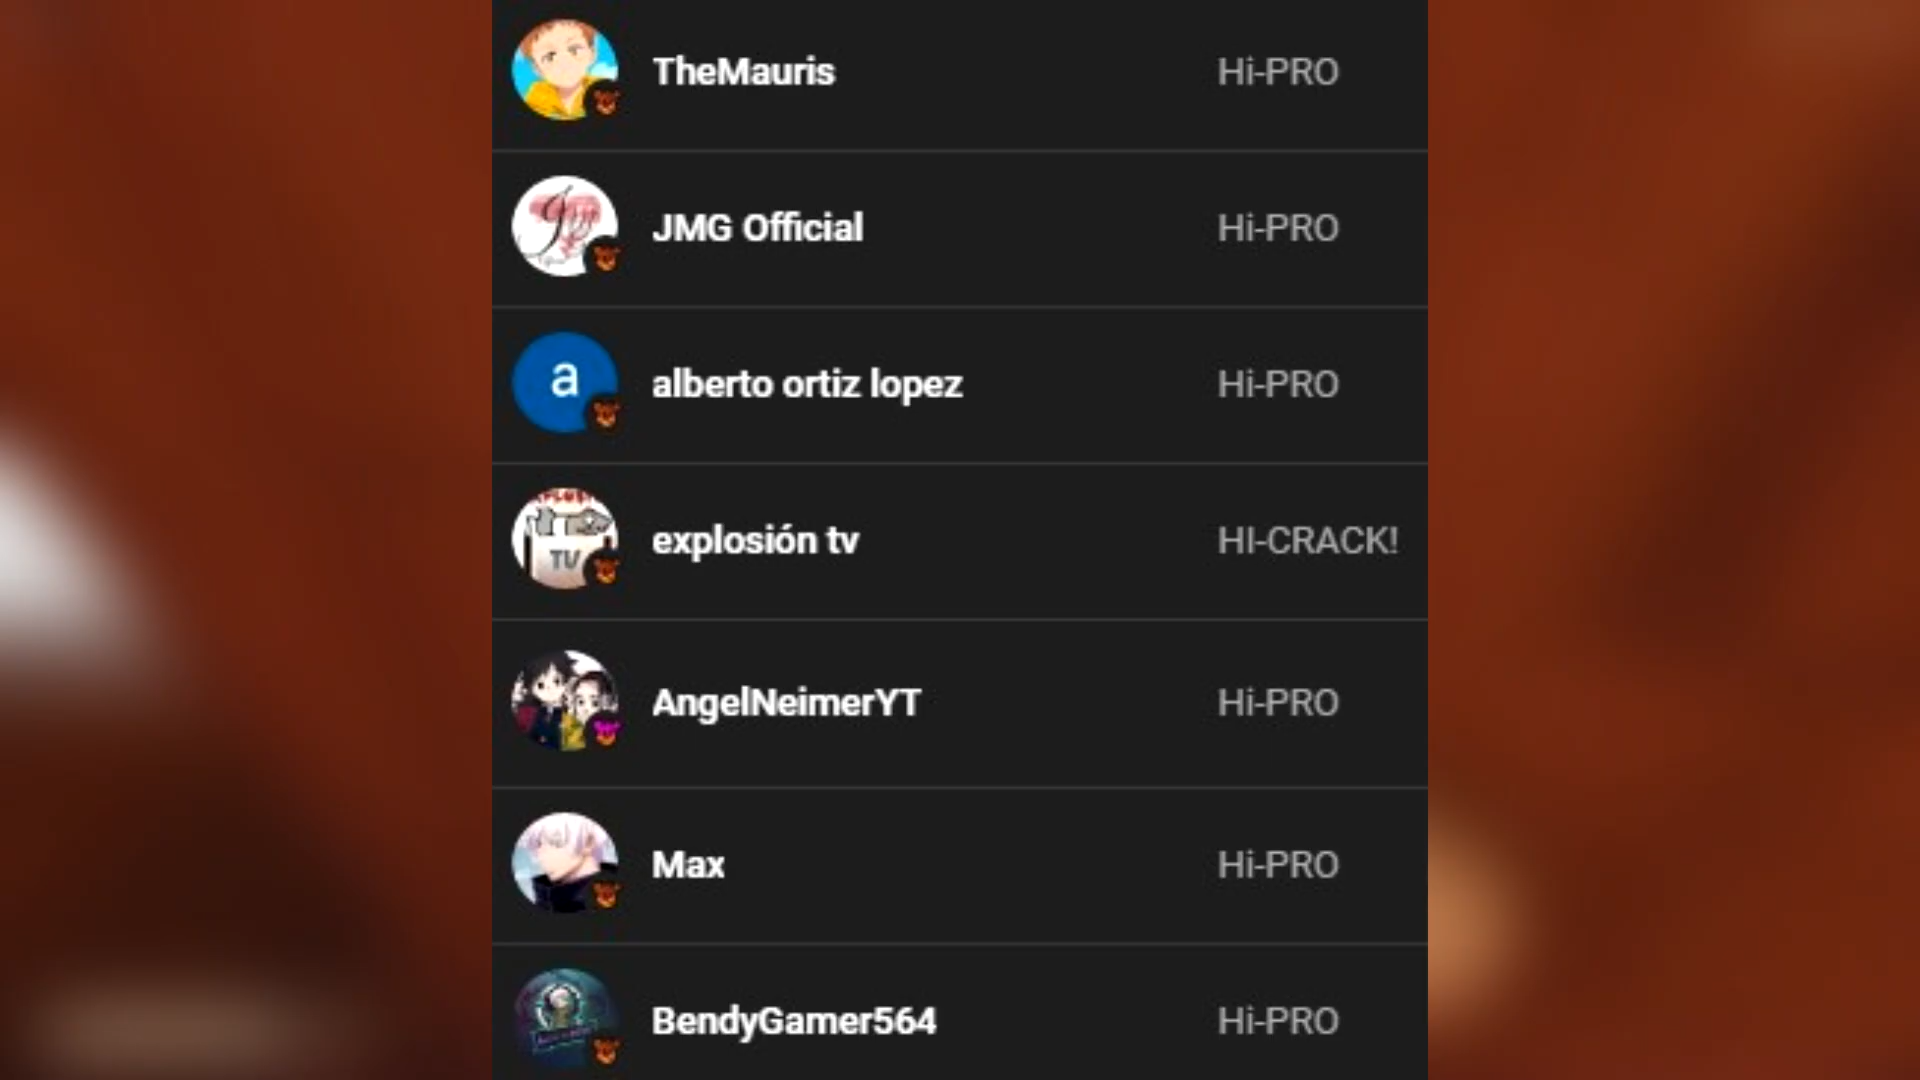 TheMauris Hi-PRO
JMG Official Hi-PRO
alberto ortiz lopez Hi-PRO
a
explosión tv HI-CRACK!
TV
AngelNeimerYT Hi-PRO
Max Hi-PRO
BendyGamer564 Hi-PRO